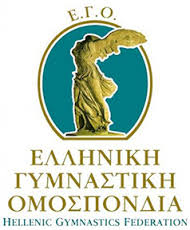 Ε.Γ.Ο.
ΕΛΛΗΝΙΚΗ
ΓΥΜΝΑΣΤΙΚΗ
ΟΜΟΣΠΟΝΔΙΑ
HELLENIC GYMNASTICS FEDERATION